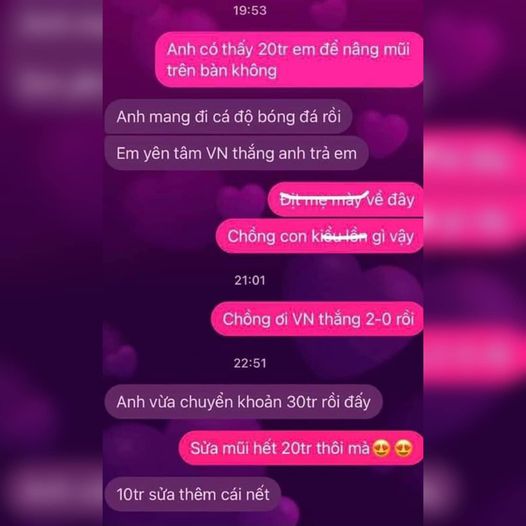 19:53
Anh có thấy 20tr em để nâng mũi
trên bàn không
Anh mang đi cá độ bóng đá rồi
Em yên tâm VN thắng anh trả em
Địt mẹ mày về đây
Chồng con kiểu lồn gì vậy
21:01
Chồng ơi VN thắng 2-0 rồi
22:51
Anh vừa chuyển khoản 30tr rồi đấy
Sửa mũi hết 20tr thôi mà😍😍
10tr sửa thêm cái nết